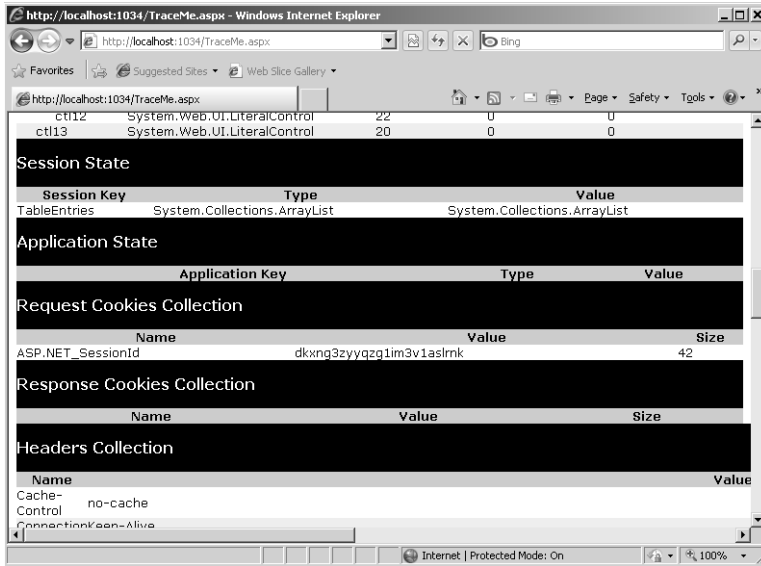 http://localhost:1034/TraceMe.aspx - Windows Internet Explorer
http://localhost:1034/TraceMe.aspx Bing
Favorites Suggested Sites Web Slice Gallery
http://localhost:1034/TraceMe.aspx Page Safety Tools
ctl12 System.Web.UI.LiteralControl 22 0 0
ctl13 System.Web.UI.LiteralControl 20 0 0
Session State
Session Key Type Value
TableEntries System.Collections.ArrayList System.Collections.ArrayList
Application State
Application Key Type Value
Request Cookies Collection
Name Value Size
ASP.NET_SessionId dkxng3zyyqzg1im3v1aslrnk 42
Response Cookies Collection
Name Value Size
Headers Collection
Name Value
Cache-
Control no-cache
Connection Keep-Alive
Internet | Protected Mode: On 100%